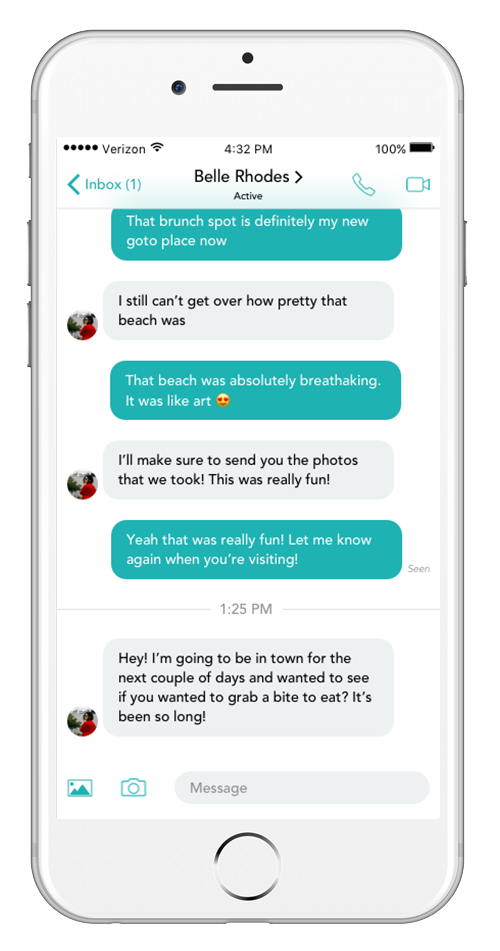 Verizon 4:32 PM 100%
Inbox (1) Belle Rhodes
Active
That brunch spot is definitely my new
goto place now
I still can’t get over how pretty that
beach was
That beach was absolutely breathaking.
It was like art 😍
I’ll make sure to send you the photos
that we took! This was really fun!
Yeah that was really fun! Let me know
again when you’re visiting!
Seen
1:25 PM
Hey! I’m going to be in town for the
next couple of days and wanted to see
if you wanted to grab a bite to eat? It’s
been so long!
Message